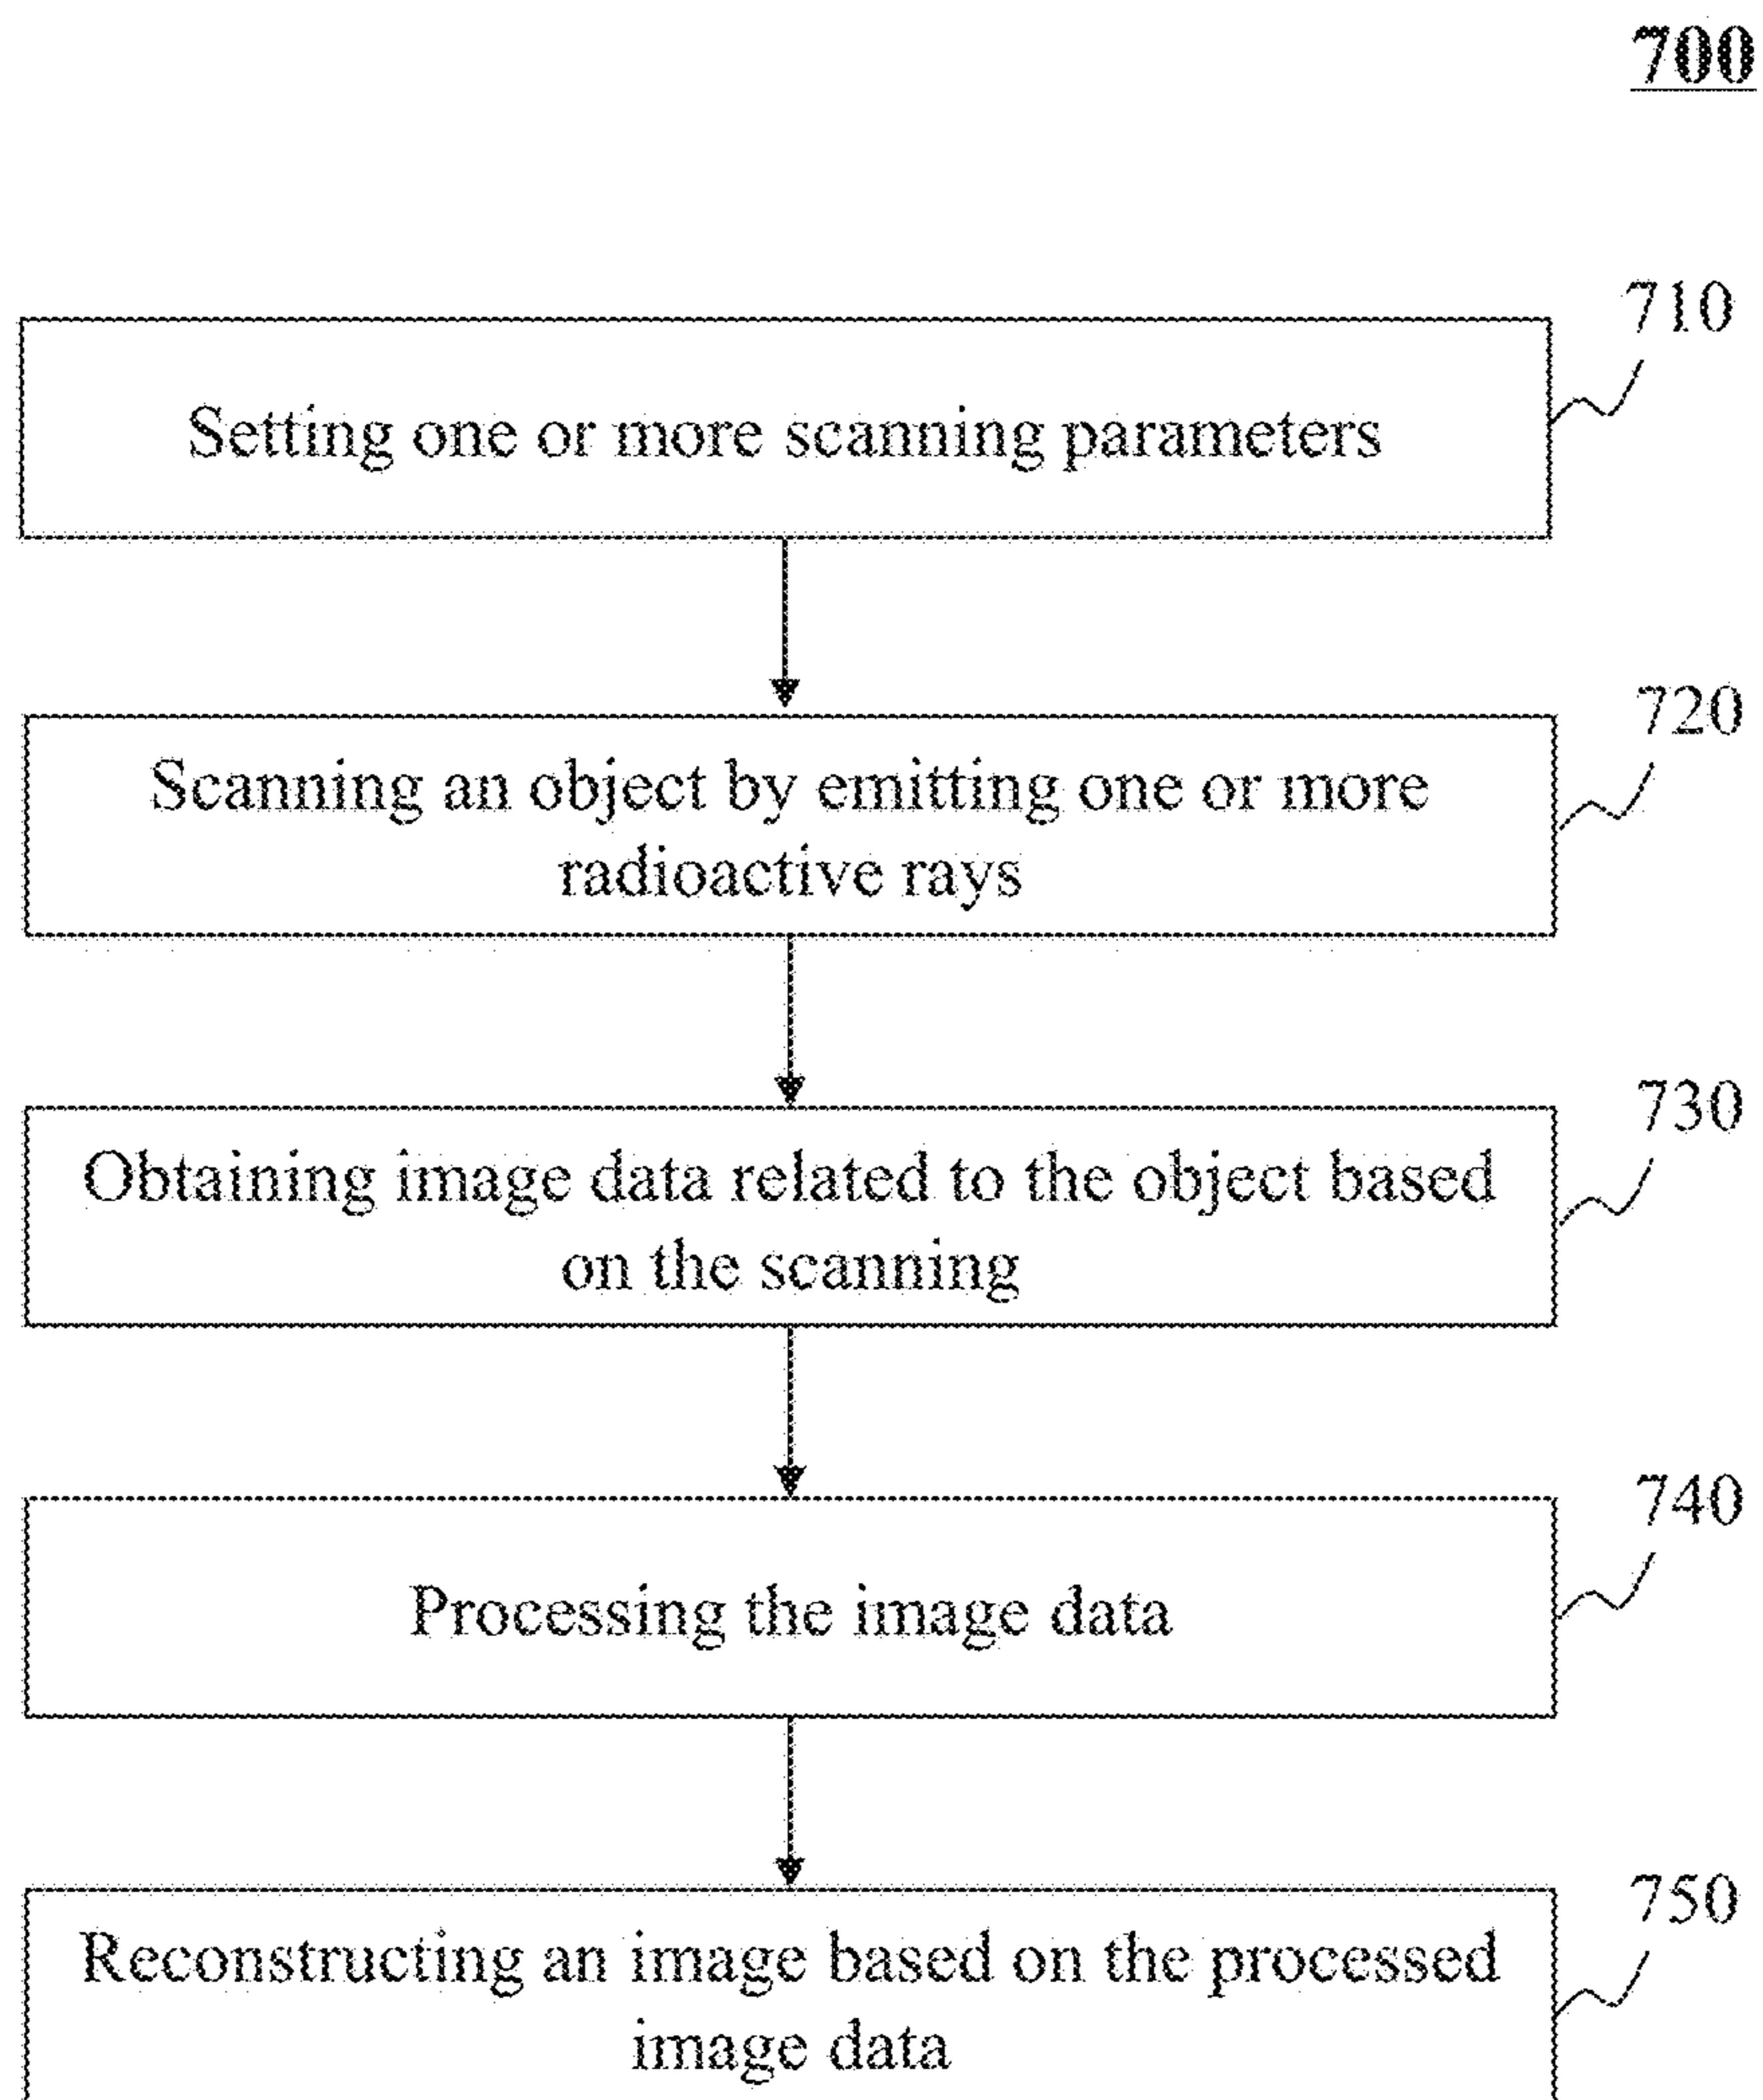 700
710
Setting one or more scanning parameters
720
Scanning an object by emitting one or more
radioactive rays
730
Obtaining image data related to the object based
on the scanning
740
Processing the image data
750
Reconstructing an image based on the processed
image data